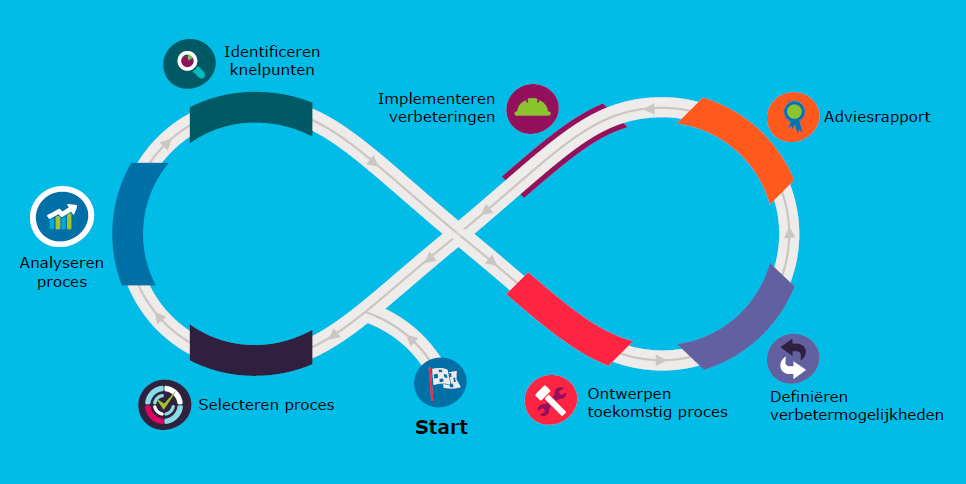 Identificeren
knelpunten
Implementeren
verbeteringen
Adviesrapport
Analyseren
proces
Selecteren proces
Start
Ontwerpen
toekomstig proces
Definiëren
verbetermogelijkheden